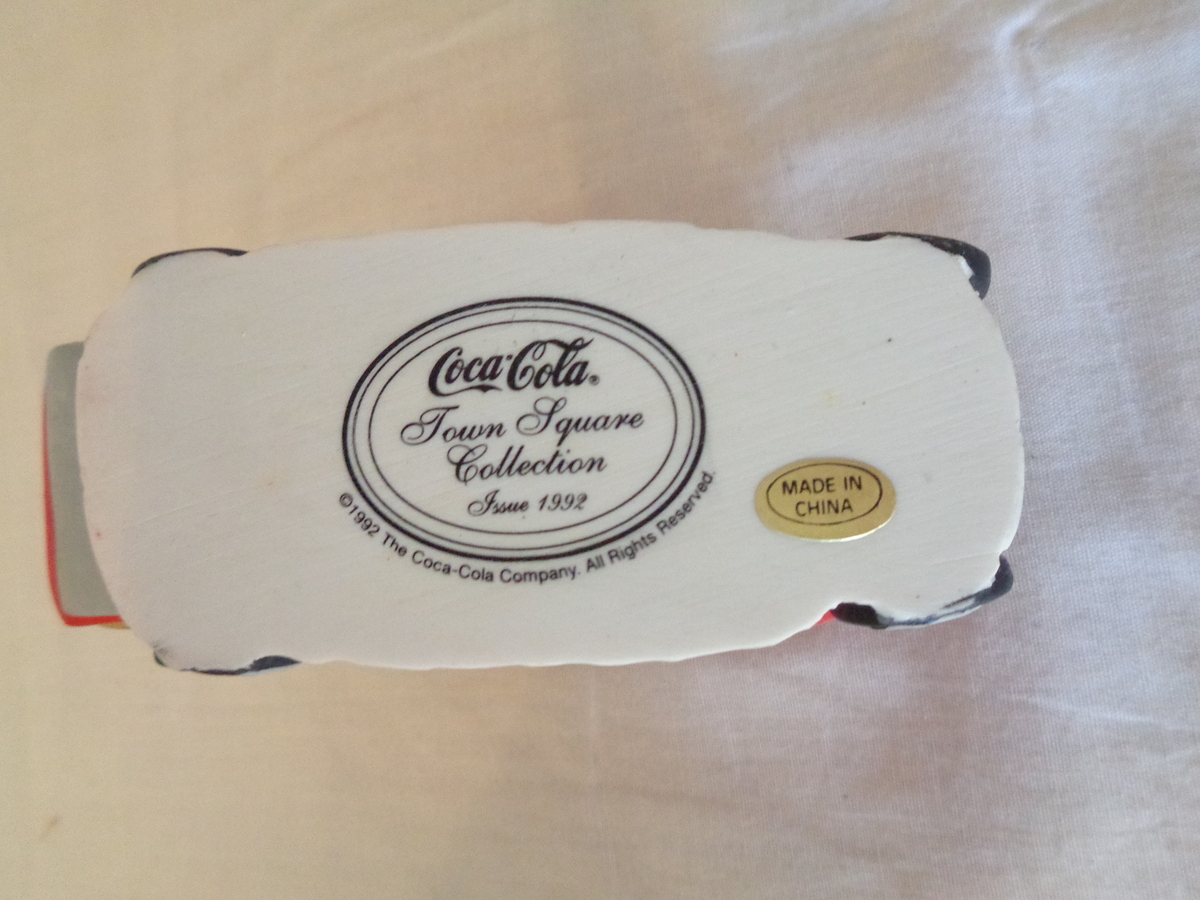 Coca-Cola®
Town Square
Collection
Issue 1992
©1992 The Coca-Cola Company. All Rights Reserved.
MADE IN
CHINA